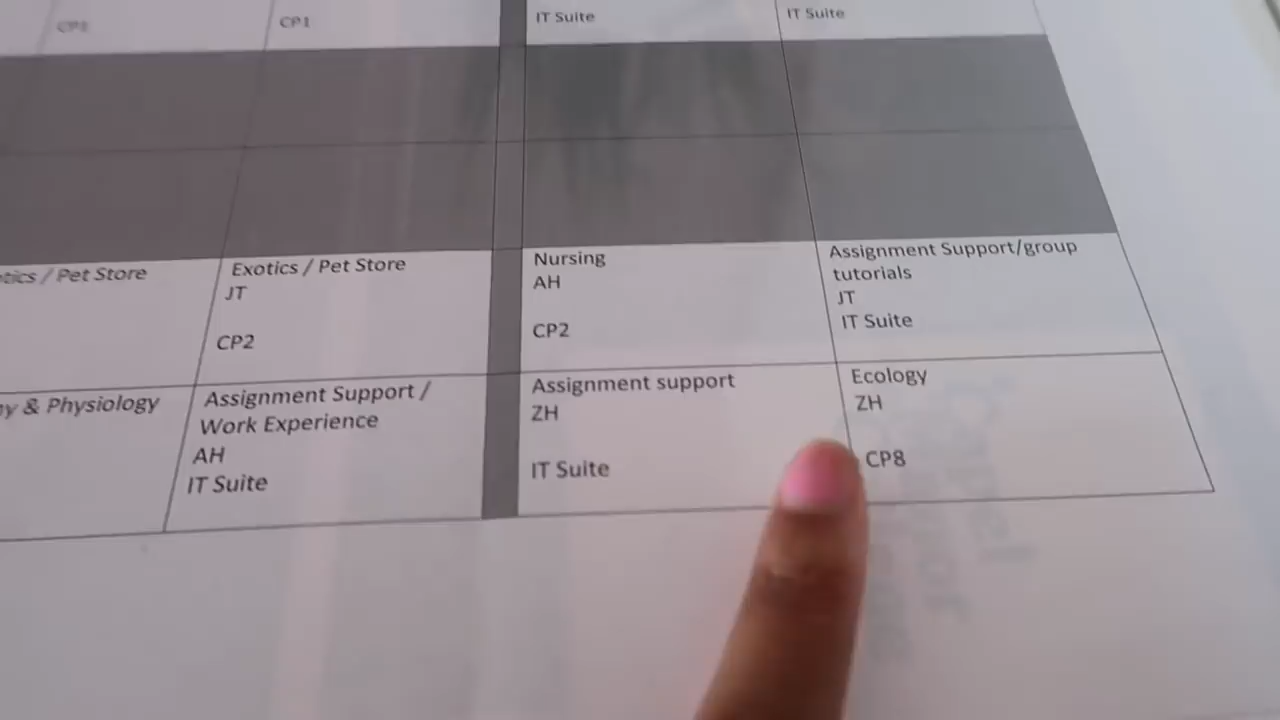 CP1
CP1
IT Suite
IT Suite
/ Pet Store
Exotics / Pet Store
JT
CP2
Nursing
AH
CP2
Assignment Support/group
tutorials
JT
IT Suite
& Physiology
Assignment Support /
Work Experience
AH
IT Suite
Assignment support
ZH
IT Suite
Ecology
ZH
CP8